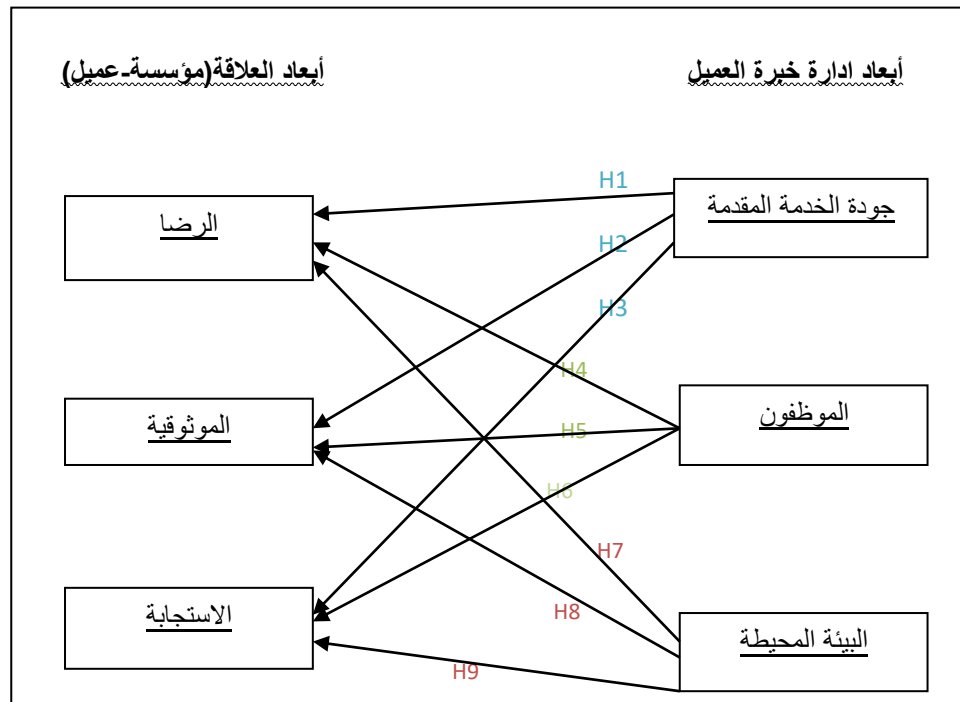 أبعاد ادارة خبرة العميل
أبعاد العلاقة(مؤسسة-عميل)
جودة الخدمة المقدمة
H1
الرضا
H2
H3
H4
الموظفون
الموثوقية
H5
H6
H7
البيئة المحيطة
الاستجابة
H8
H9